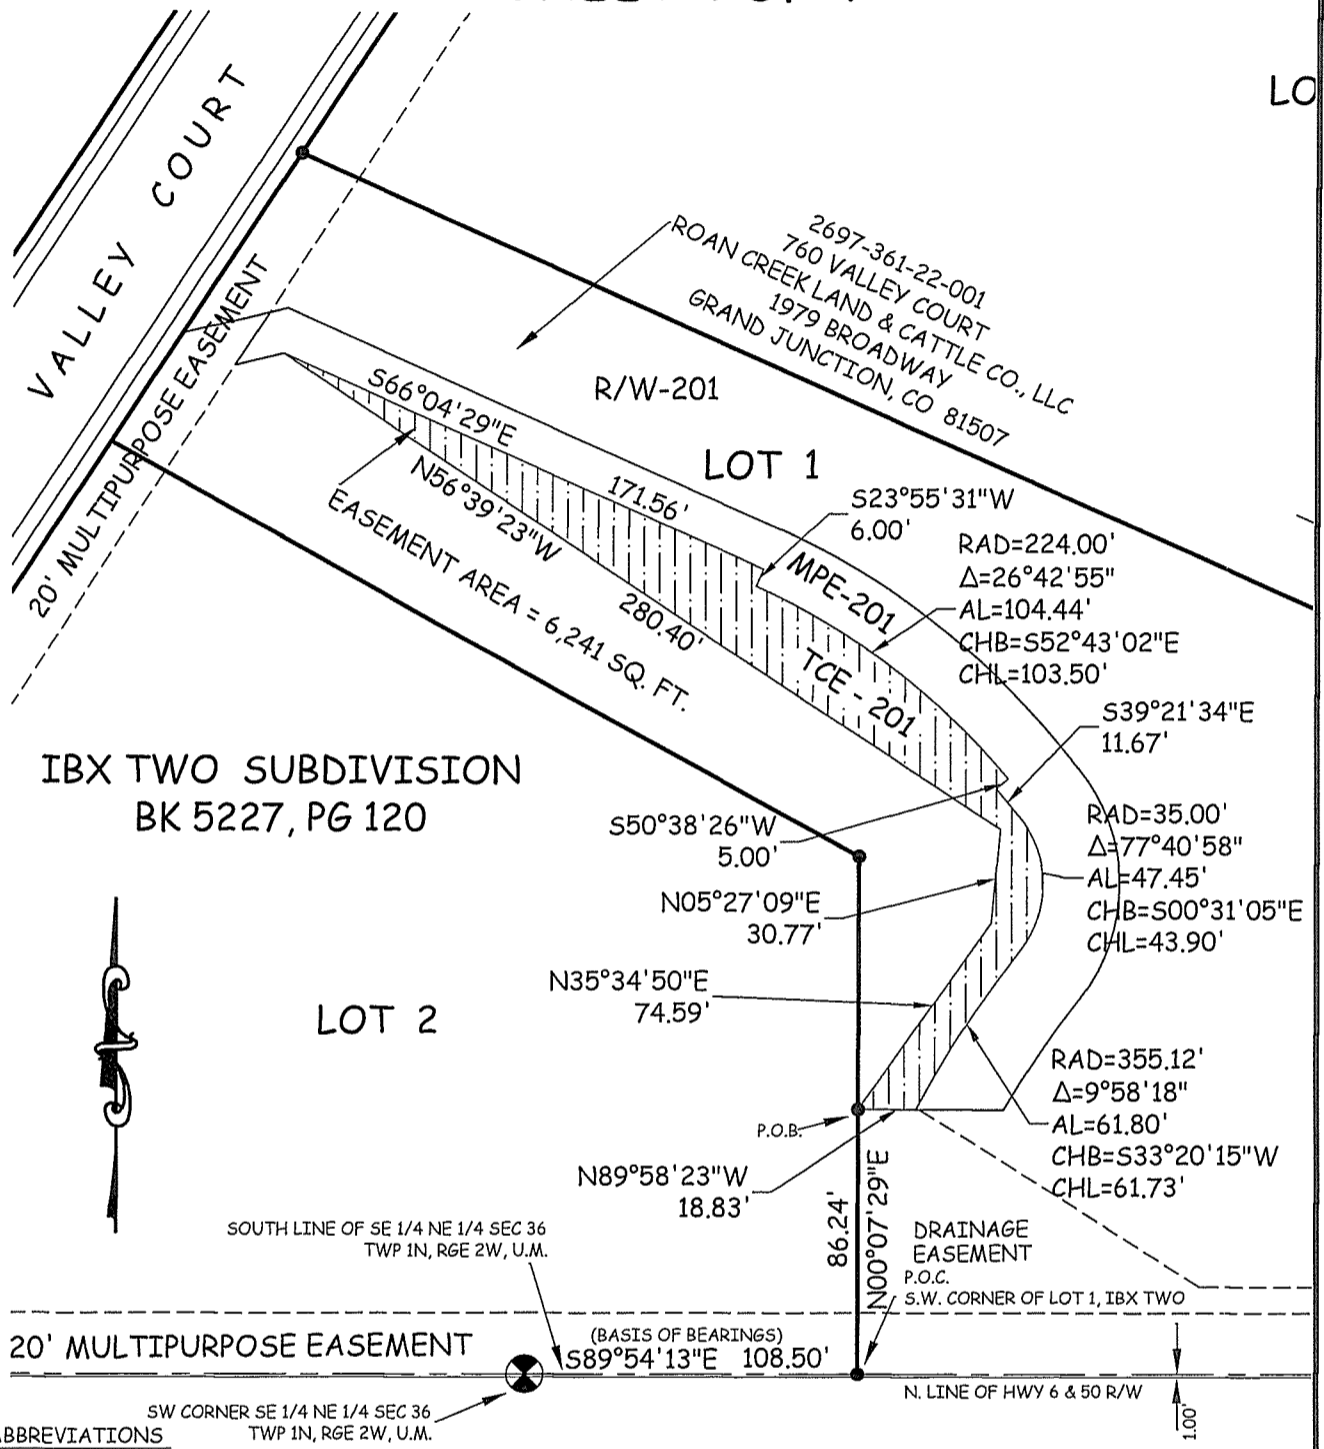 LO
VALLEY COURT
20' MULTIPURPOSE EASEMENT
2697-361-22-001
760 VALLEY COURT
ROAN CREEK LAND & CATTLE CO., LLC
1979 BROADWAY
GRAND JUNCTION, CO 81507
R/W-201
LOT 1
S66°04'29"E
171.56'
N56°39'23"W
280.40'
EASEMENT AREA = 6,241 SQ. FT.
S23°55'31"W
6.00'
MPE-201
TCE - 201
RAD=224.00'
Δ=26°42'55"
AL=104.44'
CHB=S52°43'02"E
CHL=103.50'
S39°21'34"E
11.67'
IBX TWO SUBDIVISION
BK 5227, PG 120
S50°38'26"W
5.00'
RAD=35.00'
Δ=77°40'58"
AL=47.45'
CHB=S00°31'05"E
CHL=43.90'
N05°27'09"E
30.77'
N35°34'50"E
74.59'
LOT 2
RAD=355.12'
Δ=9°58'18"
AL=61.80'
CHB=S33°20'15"W
CHL=61.73'
P.O.B.
N89°58'23"W
18.83'
86.24'
N00°07'29"E
SOUTH LINE OF SE 1/4 NE 1/4 SEC 36
TWP 1N, RGE 2W, U.M.
DRAINAGE
EASEMENT
P.O.C.
S.W. CORNER OF LOT 1, IBX TWO
20' MULTIPURPOSE EASEMENT
(BASIS OF BEARINGS)
S89°54'13"E 108.50'
N. LINE OF HWY 6 & 50 R/W
1.00'
SW CORNER SE 1/4 NE 1/4 SEC 36
TWP 1N, RGE 2W, U.M.
ABBREVIATIONS